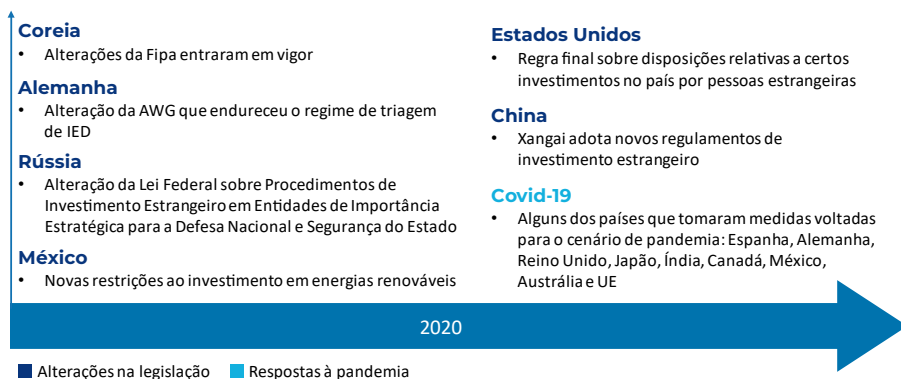 Coreia
• Alterações da Fipa entraram em vigor
Alemanha
• Alteração da AWG que endureceu o regime de triagem
de IED
Rússia
• Alteração da Lei Federal sobre Procedimentos de
Investimento Estrangeiro em Entidades de Importância
Estratégica para a Defesa Nacional e Segurança do Estado
México
• Novas restrições ao investimento em energias renováveis
Estados Unidos
• Regra final sobre disposições relativas a certos
investimentos no país por pessoas estrangeiras
China
• Xangai adota novos regulamentos de
investimento estrangeiro
Covid-19
• Alguns dos países que tomaram medidas voltadas
para o cenário de pandemia: Espanha, Alemanha,
Reino Unido, Japão, Índia, Canadá, México,
Austrália e UE
2020
Alterações na legislação
Respostas à pandemia